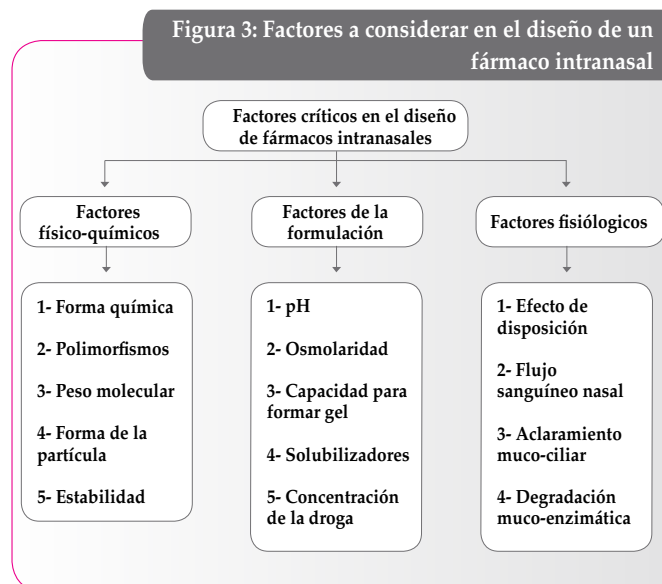 Figura 3: Factores a considerar en el diseño de un
fármaco intranasal
Factores críticos en el diseño
de fármacos intranasales
Factores
físico-químicos
1- Forma química
2- Polimorfismos
3- Peso molecular
4- Forma de la
partícula
5- Estabilidad
Factores de la
formulación
1- pH
2- Osmolaridad
3- Capacidad para
formar gel
4- Solubilizadores
5- Concentración
de la droga
Factores fisiólogicos
1- Efecto de
disposición
2- Flujo
sanguíneo nasal
3- Aclaramiento
muco-ciliar
4- Degradación
muco-enzimática